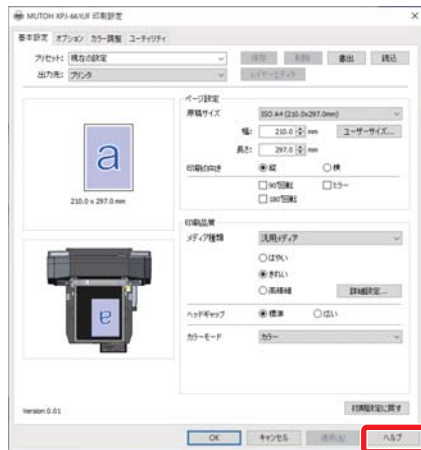 MUTOH XPJ-661UF 印刷設定
基本設定 オプション カラー調整 ユーティリティ
プリセット: 現在の設定 保存 削除 書出 読込
出力先: プリンタ レイヤーエディタ
ページ設定
原稿サイズ ISO A4 (210.0x297.0mm)
幅: 210.0 mm ユーザーサイズ...
長さ: 297.0 mm
印刷の向き 縦 横
90°回転 ミラー
180°回転
a
210.0 x 297.0 mm
印刷品質
メディア種類 汎用メディア
はやい
きれい
高精細 詳細設定...
ヘッドギャップ 標準 広い
カラーモード カラー
a
Version 0.01 初期設定に戻す
OK キャンセル 適用(A) ヘルプ